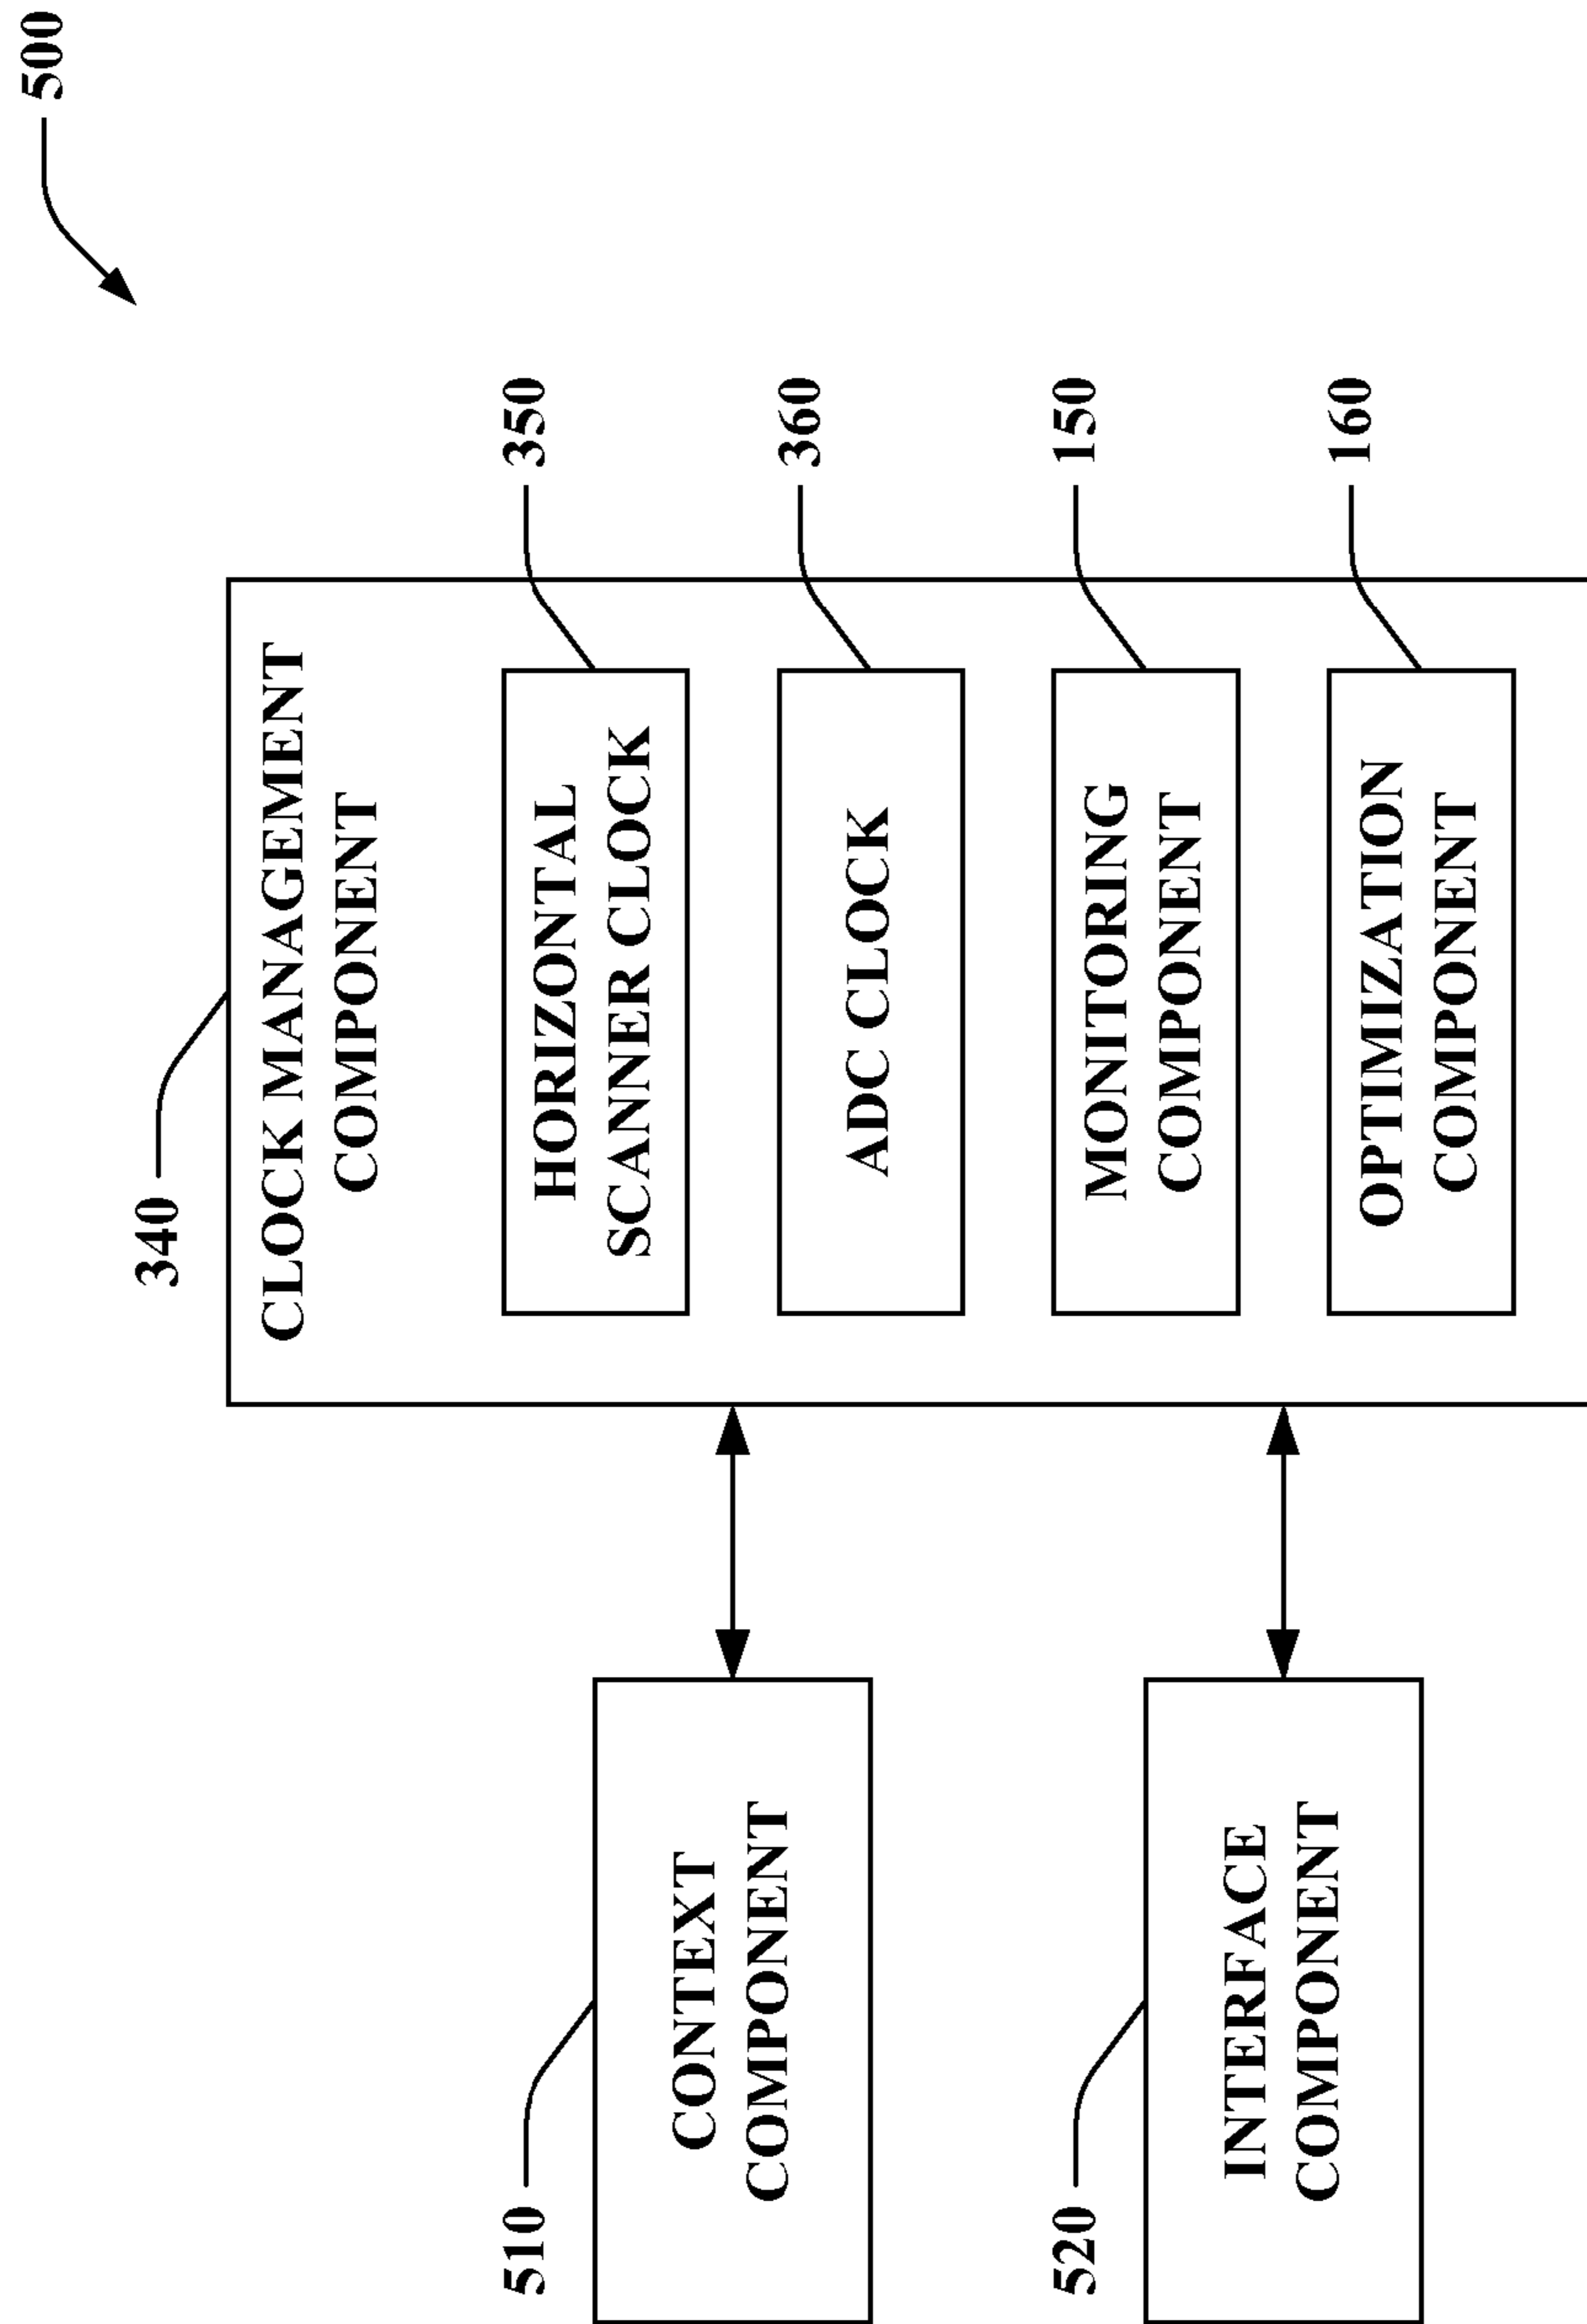 500
340
CLOCK MANAGEMENT
COMPONENT
510
CONTEXT
COMPONENT
HORIZONTAL
SCANNER CLOCK
350
ADC CLOCK
360
520
INTERFACE
COMPONENT
MONITORING
COMPONENT
150
OPTIMIZATION
COMPONENT
160